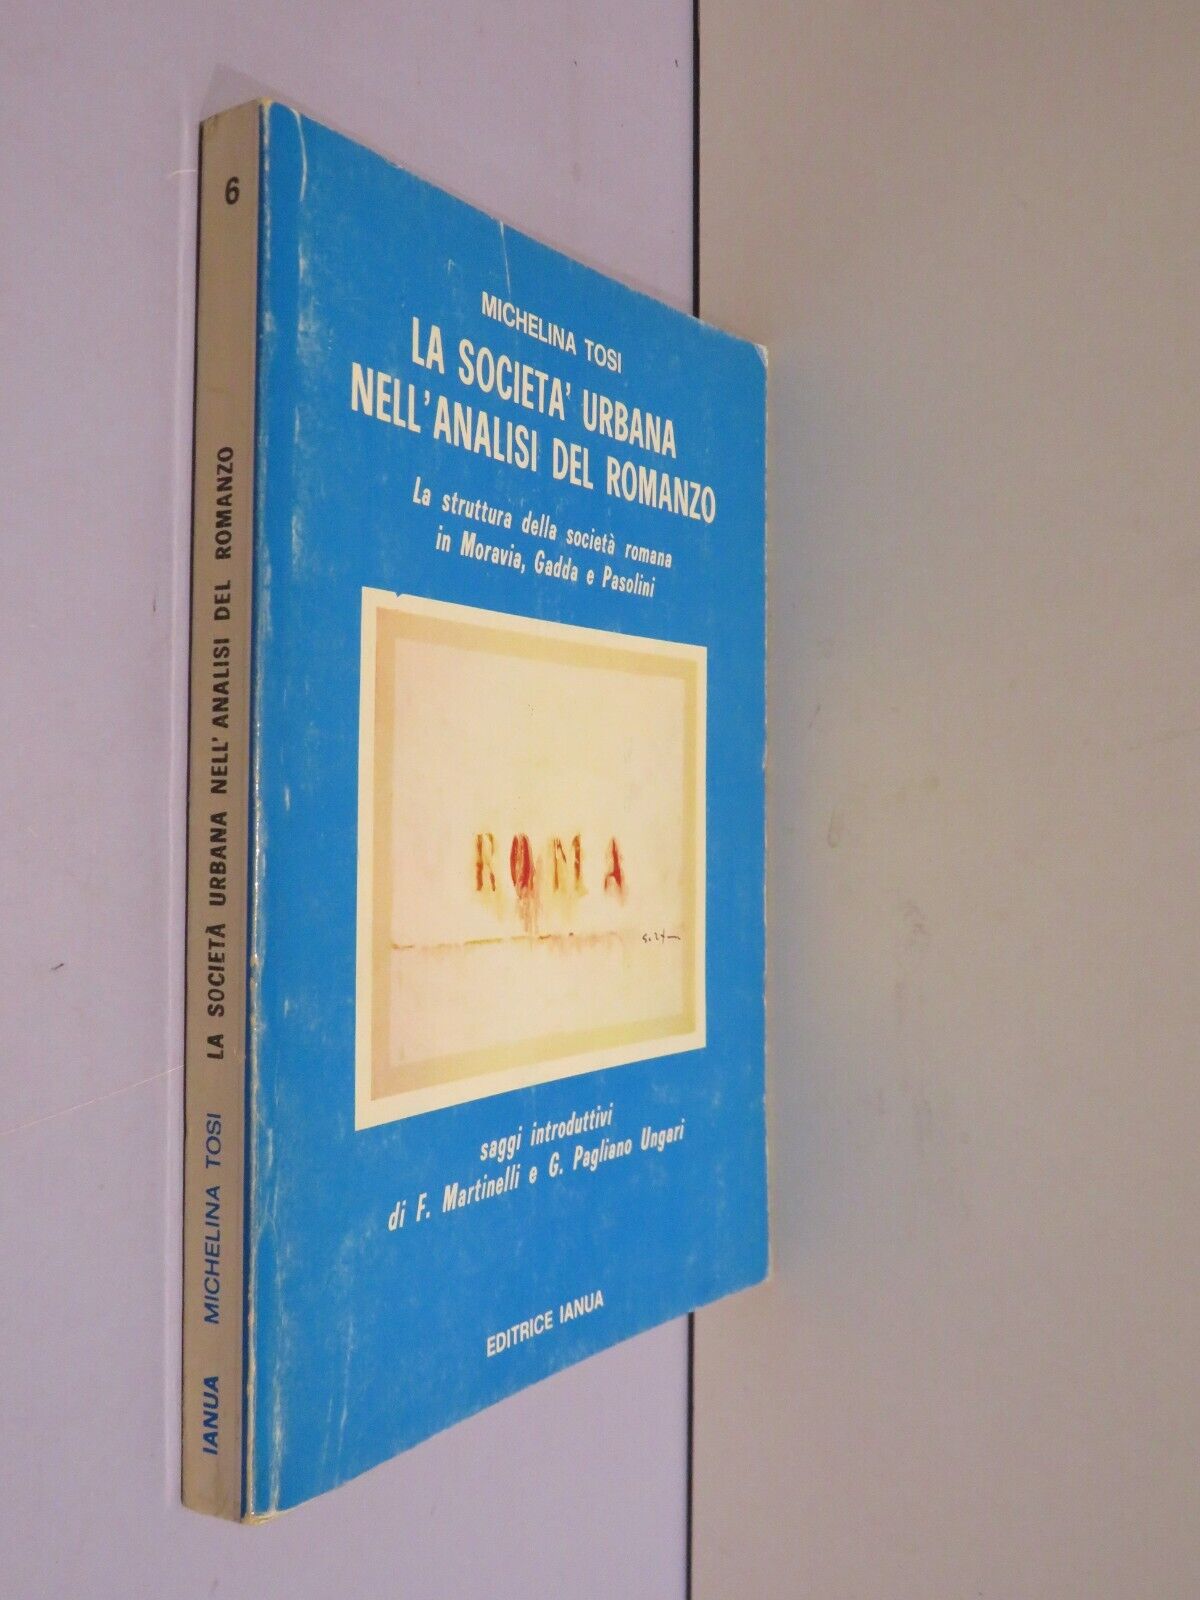 6
LA SOCIETÀ URBANA NELL'ANALISI DEL ROMANZO
MICHELINA TOSI
IANUA
MICHELINA TOSI
LA SOCIETA' URBANA
NELL'ANALISI DEL ROMANZO
La struttura della società romana
in Moravia, Gadda e Pasolini
ROMA
saggi introduttivi
di F. Martinelli e G. Pagliano Ungari
EDITRICE IANUA